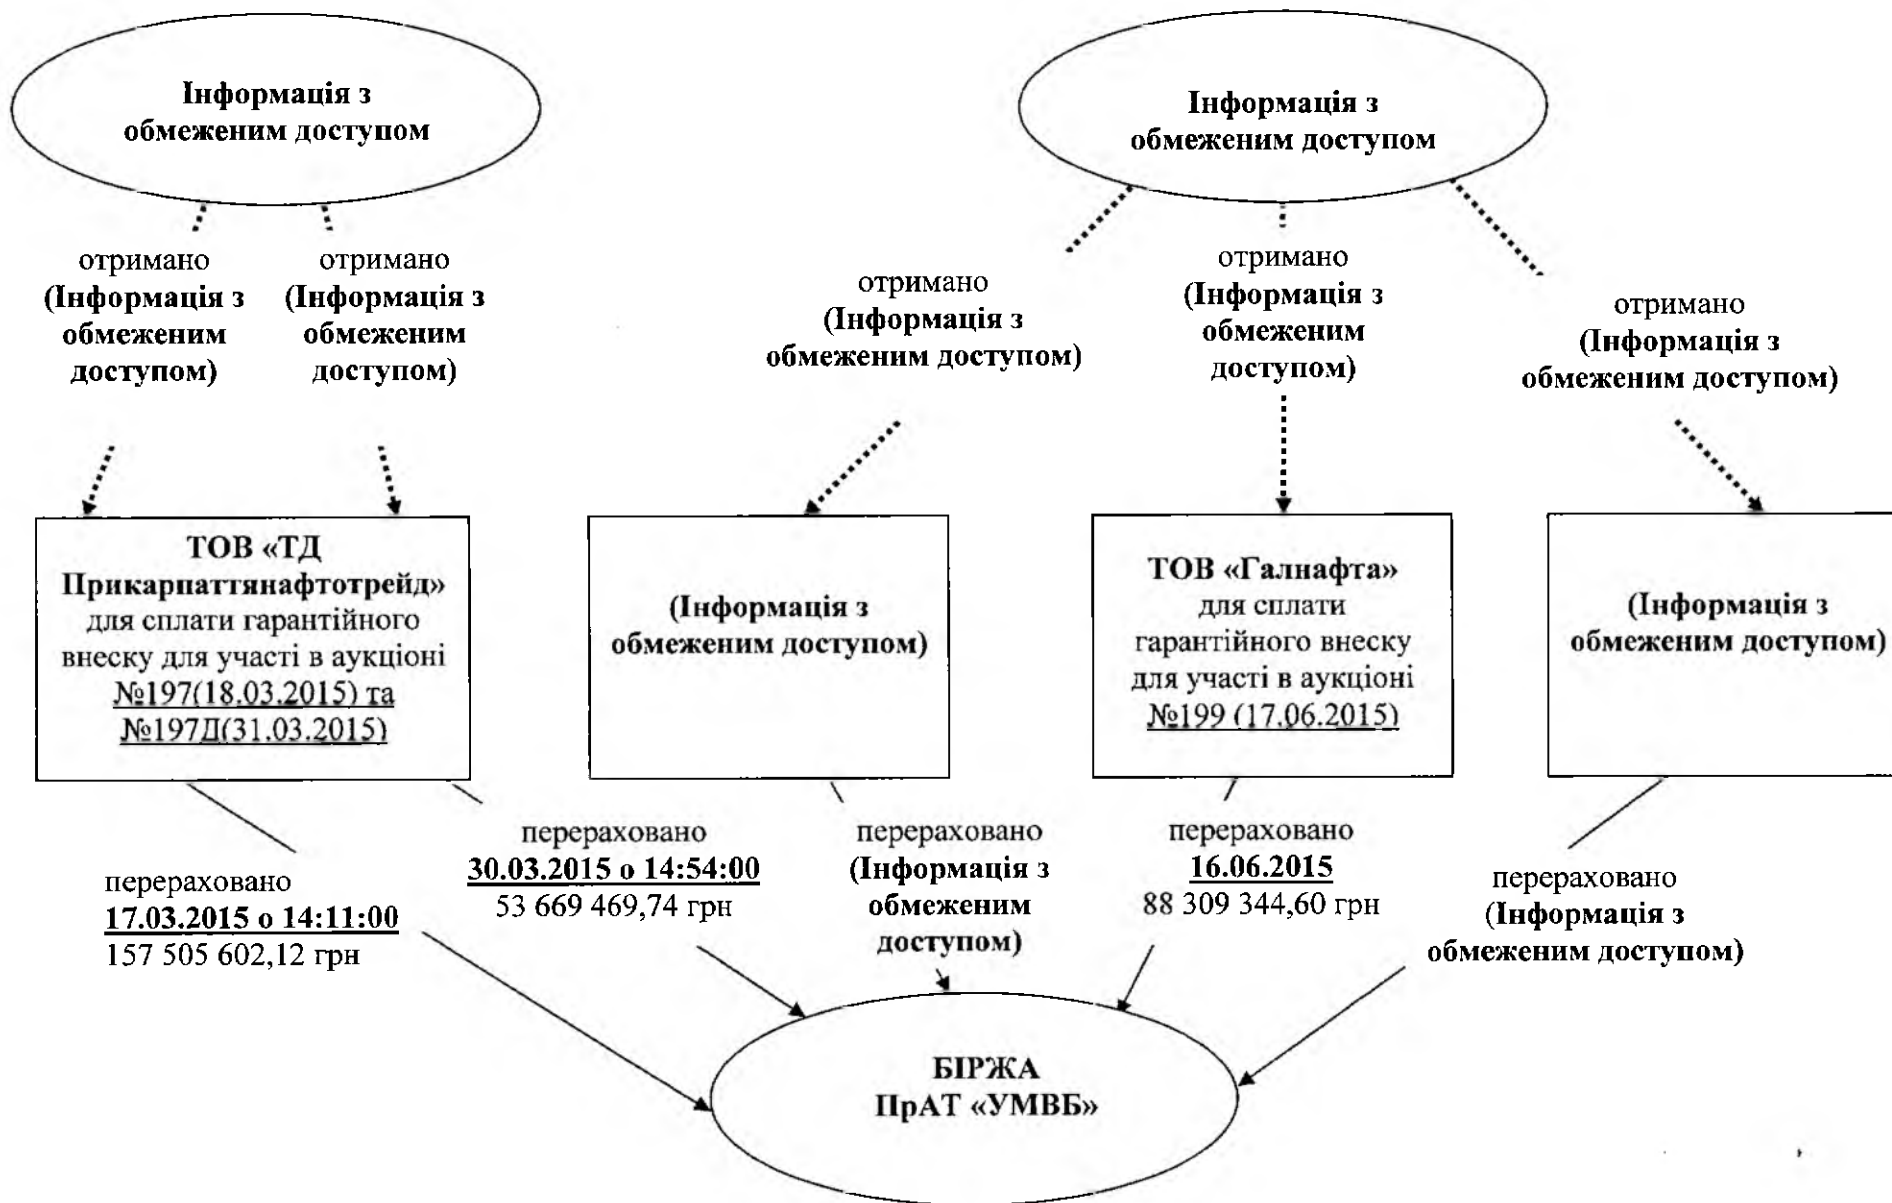 Інформація з
обмеженим доступом
Інформація з
обмеженим доступом
отримано
(Інформація з
обмеженим
доступом)
отримано
(Інформація з
обмеженим
доступом)
отримано
(Інформація з
обмеженим доступом)
отримано
(Інформація з
обмеженим
доступом)
отримано
(Інформація з
обмеженим доступом)
ТОВ «ТД
Прикарпаттянафтотрейд»
для сплати гарантійного
внеску для участі в аукціоні
№197(18.03.2015) та
№197Д(31.03.2015)
(Інформація з
обмеженим доступом)
ТОВ «Галнафта»
для сплати
гарантійного внеску
для участі в аукціоні
№199 (17.06.2015)
(Інформація з
обмеженим доступом)
перераховано
17.03.2015 о 14:11:00
157 505 602,12 грн
перераховано
30.03.2015 о 14:54:00
53 669 469,74 грн
перераховано
(Інформація з
обмеженим
доступом)
перераховано
16.06.2015
88 309 344,60 грн
перераховано
(Інформація з
обмеженим доступом)
БІРЖА
ПрАТ «УМВБ»